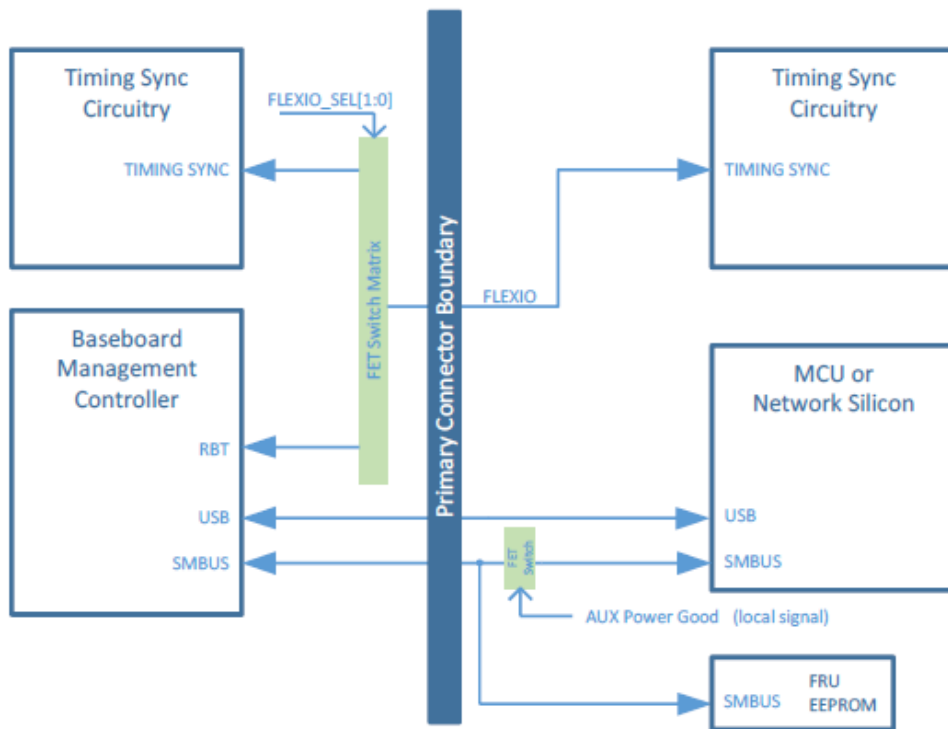 Timing Sync
Circuitry
FLEXIO_SEL[1:0]
TIMING SYNC
FET Switch Matrix
Primary Connector Boundary
FLEXIO
Timing Sync
Circuitry
TIMING SYNC
Baseboard
Management
Controller
RBT
USB
SMBUS
MCU or
Network Silicon
USB
SMBUS
FET
Switch
AUX Power Good (local signal)
SMBUS
FRU
EEPROM